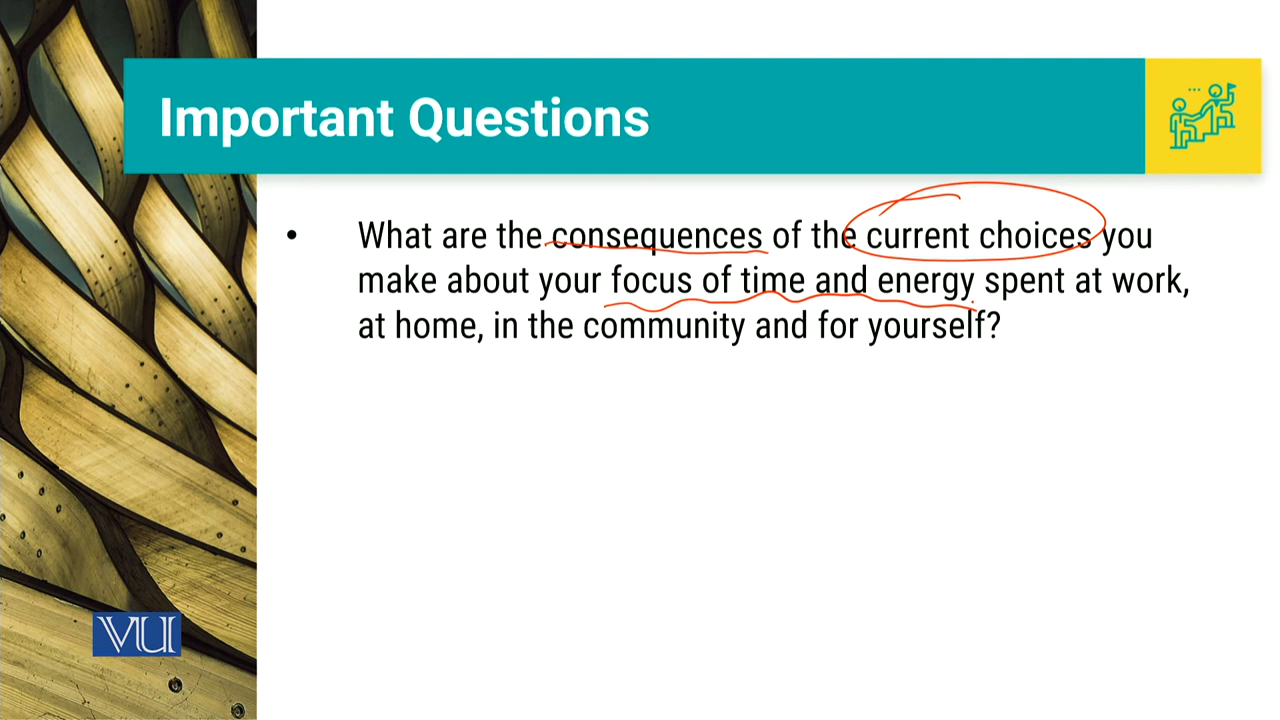 Important Questions
• What are the consequences of the current choices you
make about your focus of time and energy spent at work,
at home, in the community and for yourself?
VU